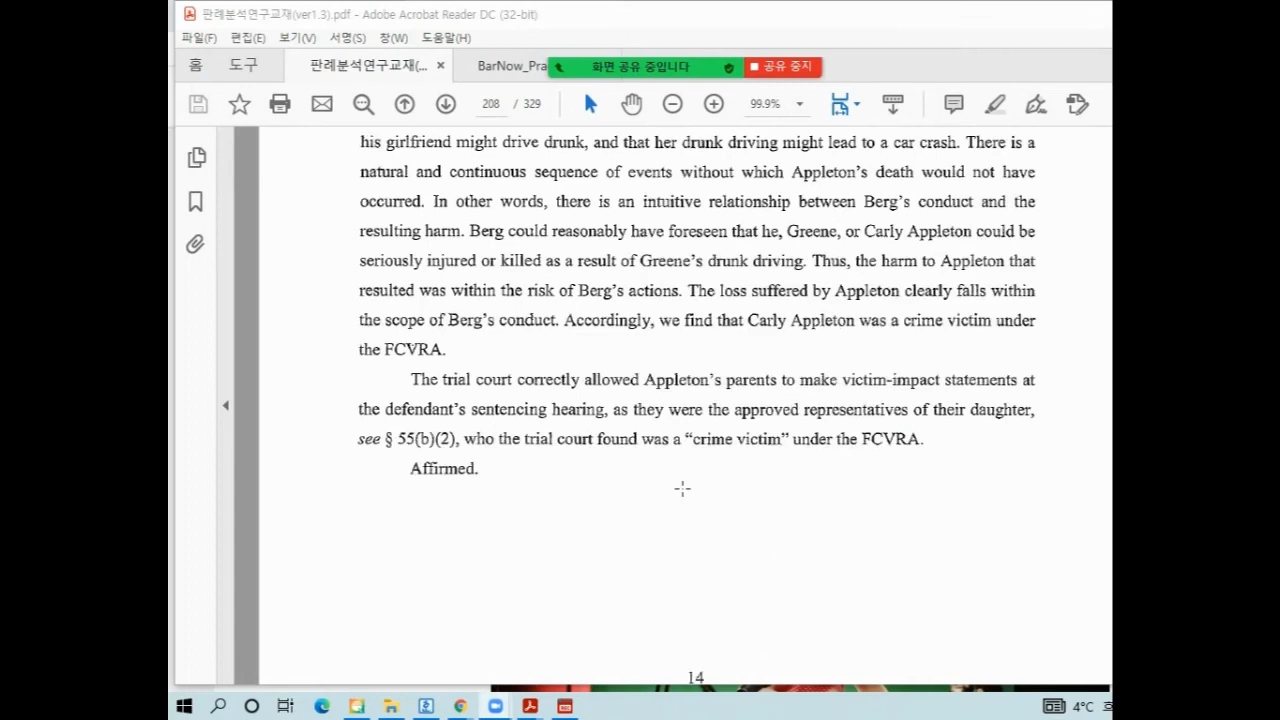 판례분석연구교재(ver1.3).pdf - Adobe Acrobat Reader DC (32-bit)
파일(F) 편집(E) 보기(V) 서명(S) 창(W) 도움말(H)
홈 도구 판례분석연구교재(... × BarNow_Pra 화면 공유 중입니다 공유 중지
208 / 329 99.9%
his girlfriend might drive drunk, and that her drunk driving might lead to a car crash. There is a
natural and continuous sequence of events without which Appleton's death would not have
occurred. In other words, there is an intuitive relationship between Berg's conduct and the
resulting harm. Berg could reasonably have foreseen that he, Greene, or Carly Appleton could be
seriously injured or killed as a result of Greene's drunk driving. Thus, the harm to Appleton that
resulted was within the risk of Berg's actions. The loss suffered by Appleton clearly falls within
the scope of Berg's conduct. Accordingly, we find that Carly Appleton was a crime victim under
the FCVRA.
The trial court correctly allowed Appleton's parents to make victim-impact statements at
the defendant's sentencing hearing, as they were the approved representatives of their daughter,
see § 55(b)(2), who the trial court found was a “crime victim” under the FCVRA.
Affirmed.
14
4°C